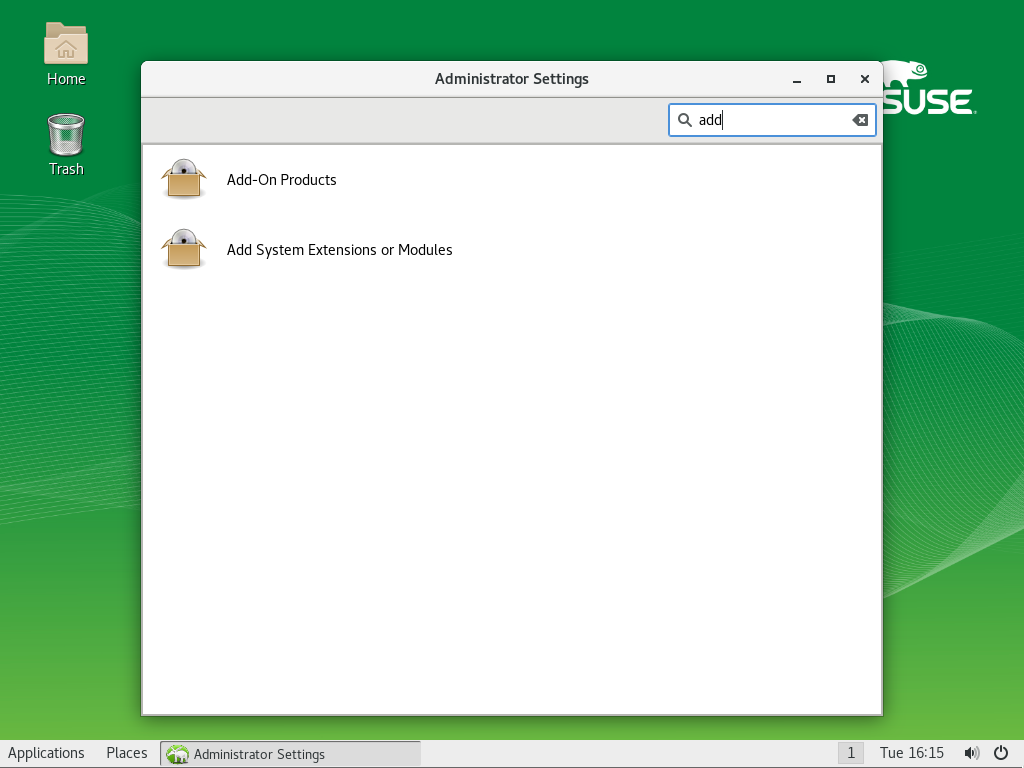 Home
Trash
Administrator Settings
SUSE
add
Add-On Products
Add System Extensions or Modules
Applications
Places
Administrator Settings
1
Tue 16:15